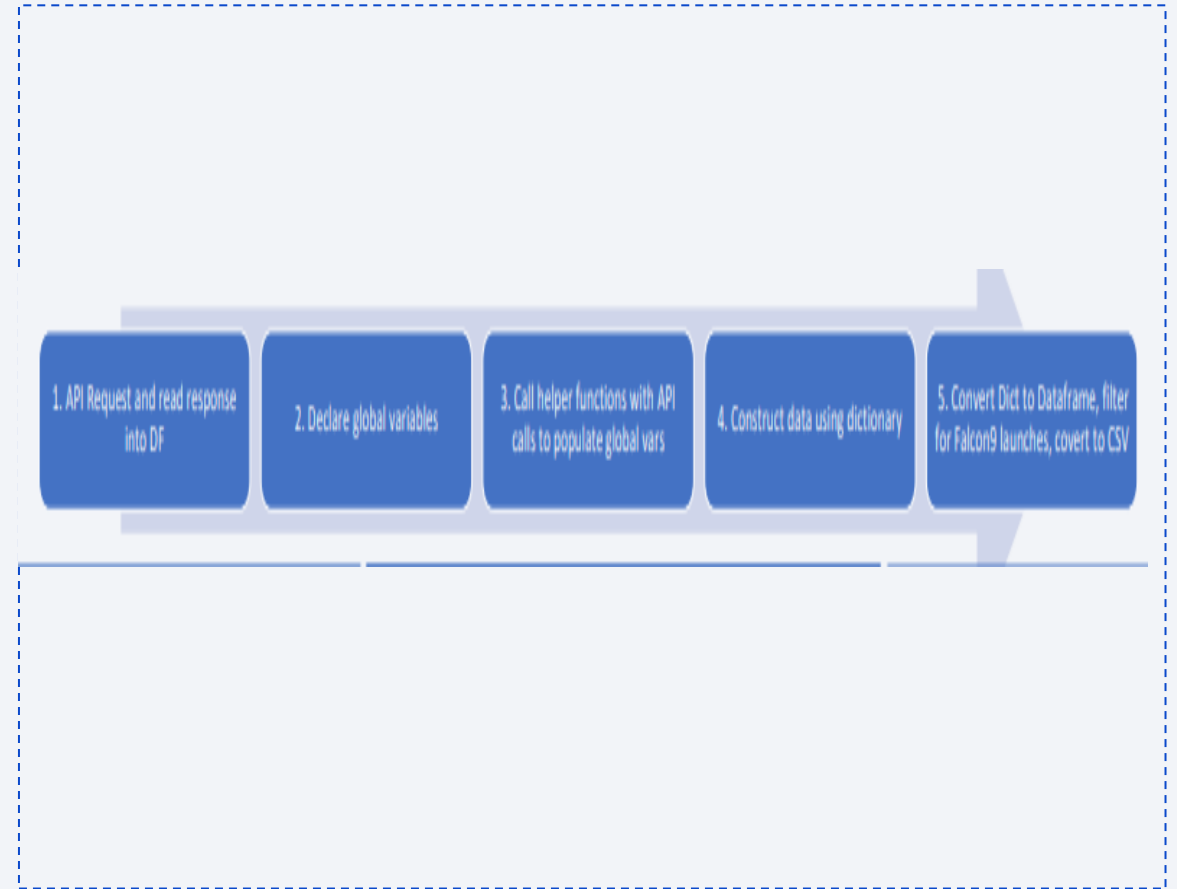 1. API Request and read response
into DF
2. Declare global variables
3. Call helper functions with API
calls to populate global vars
4. Construct data using dictionary
5. Convert Dict to Dataframe, filter
for Falcon9 launches, covert to CSV